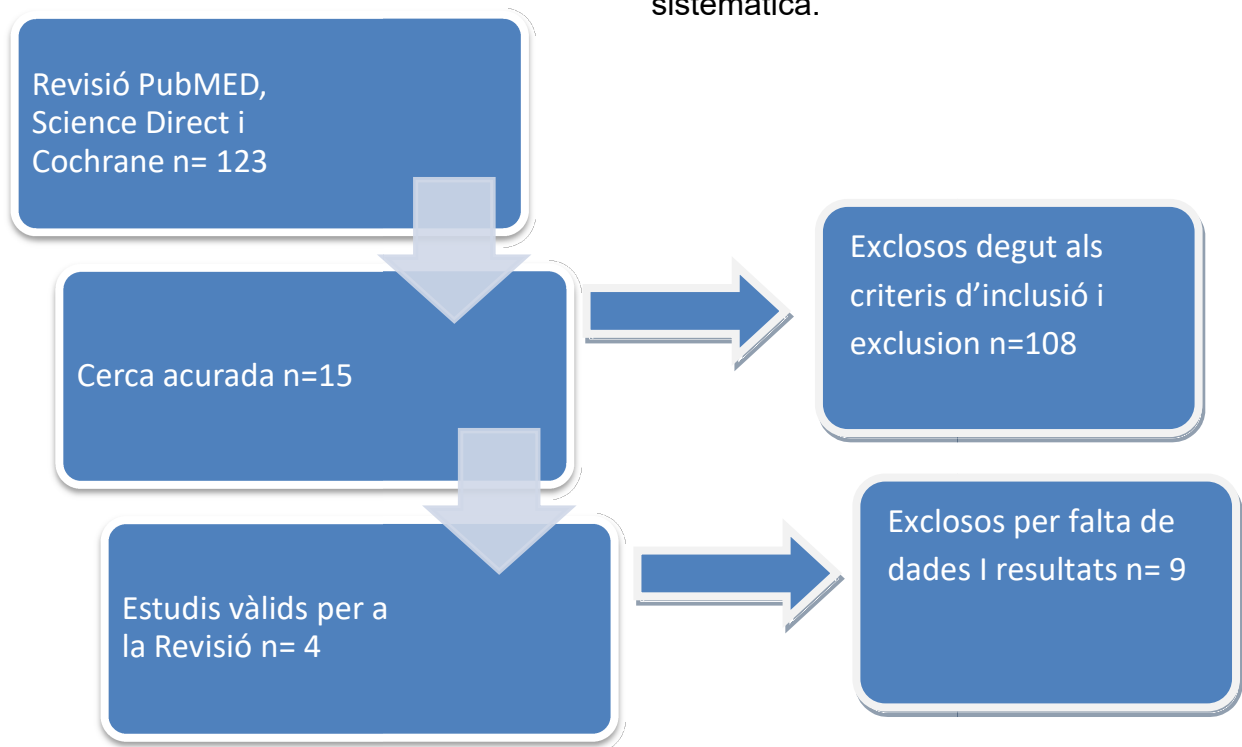 sistemàtica.
Revisió PubMED,
Science Direct i
Cochrane n= 123
Exclosos degut als
criteris d’inclusió i
exclusion n=108
Cerca acurada n=15
Exclosos per falta de
dades I resultats n= 9
Estudis vàlids per a
la Revisió n= 4